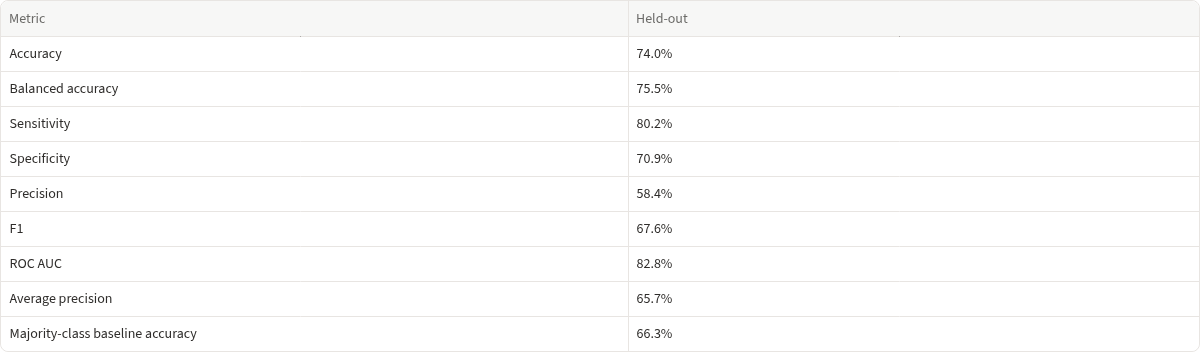 Metric Held-out
Accuracy 74.0%
Balanced accuracy 75.5%
Sensitivity 80.2%
Specificity 70.9%
Precision 58.4%
F1 67.6%
ROC AUC 82.8%
Average precision 65.7%
Majority-class baseline accuracy 66.3%